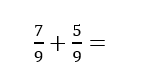 7/9 + 5/9 =